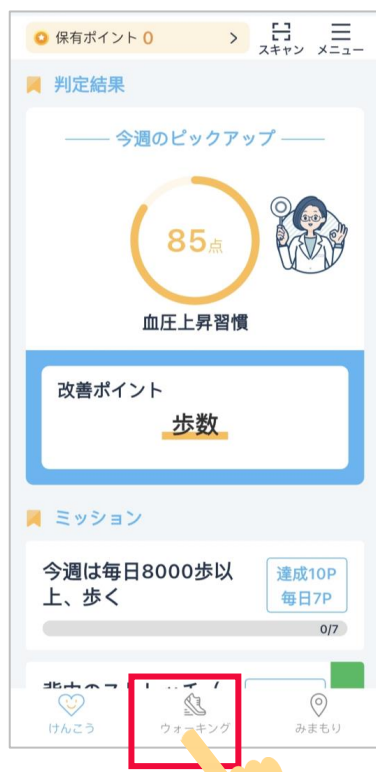 保有ポイント 0 >
スキャン
メニュー
判定結果
今週のピックアップ
85点
血圧上昇習慣
改善ポイント
歩数
ミッション
今週は毎日8000歩以
上、歩く
達成10P
毎日7P
0/7
けんこう
ウォーキング
みまもり